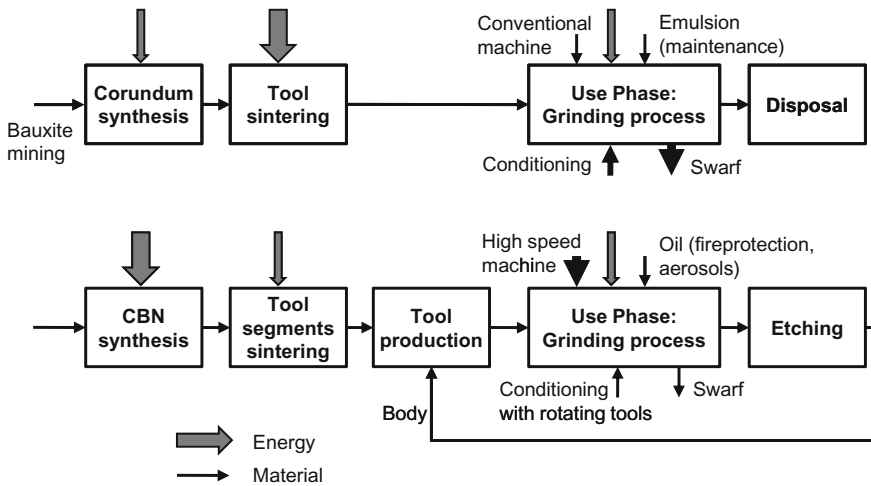 Conventional
machine
Emulsion
(maintenance)
Bauxite
mining
Corundum
synthesis
Tool
sintering
Use Phase:
Grinding process
Disposal
Conditioning
Swarf
High speed
machine
Oil (fireprotection,
aerosols)
CBN
synthesis
Tool
segments
sintering
Tool
production
Use Phase:
Grinding process
Etching
Body
Conditioning
with rotating tools
Swarf
Energy
Material